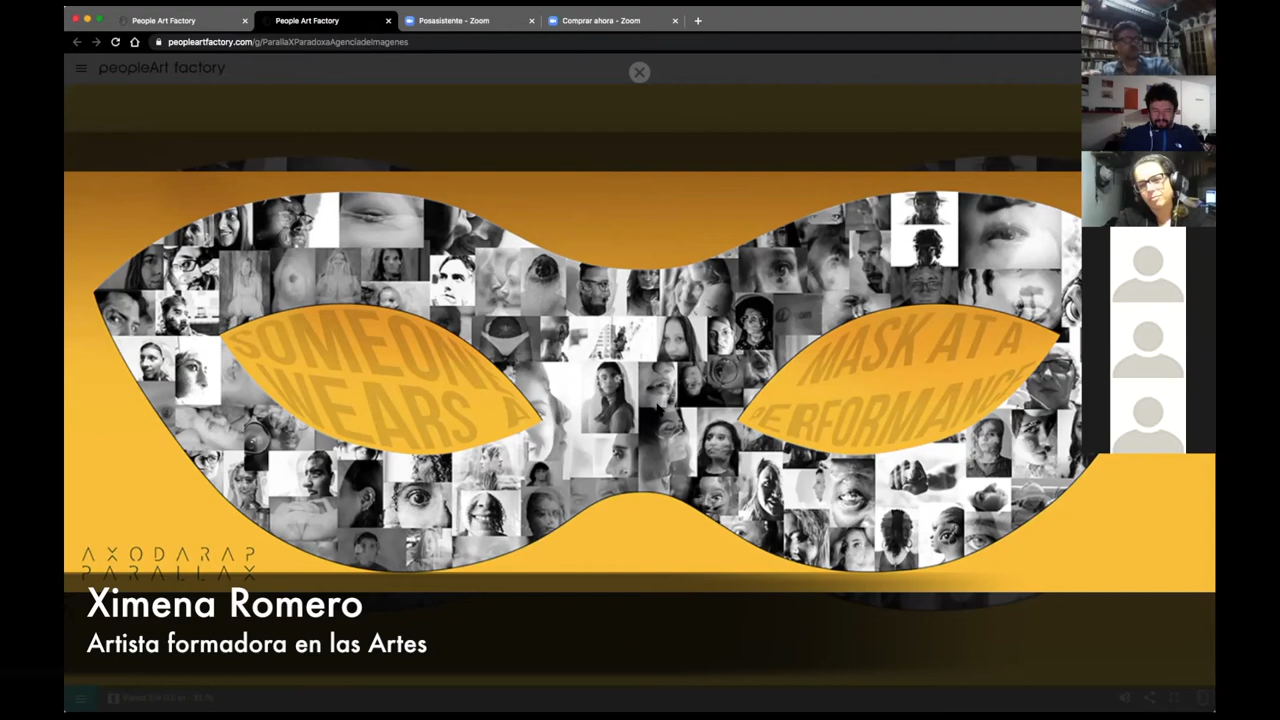 People Art Factory
People Art Factory
Posasistente - Zoom
Comprar ahora - Zoom
peopleartfactory.com/g/ParallaXParadoxaAgenciadeImagenes
peopleArt factory
SOMEONE
WEARS A
MASK AT A
PERFORMANCE
AXODARAP
PARALLAX
Ximena Romero
Artista formadora en las Artes